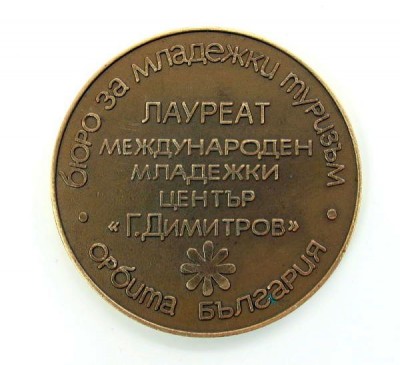 бюро за младежки туризъм
ЛАУРЕАТ
МЕЖДУНАРОДЕН
МЛАДЕЖКИ
ЦЕНТЪР
«Г.ДИМИТРОВ»
орбита България